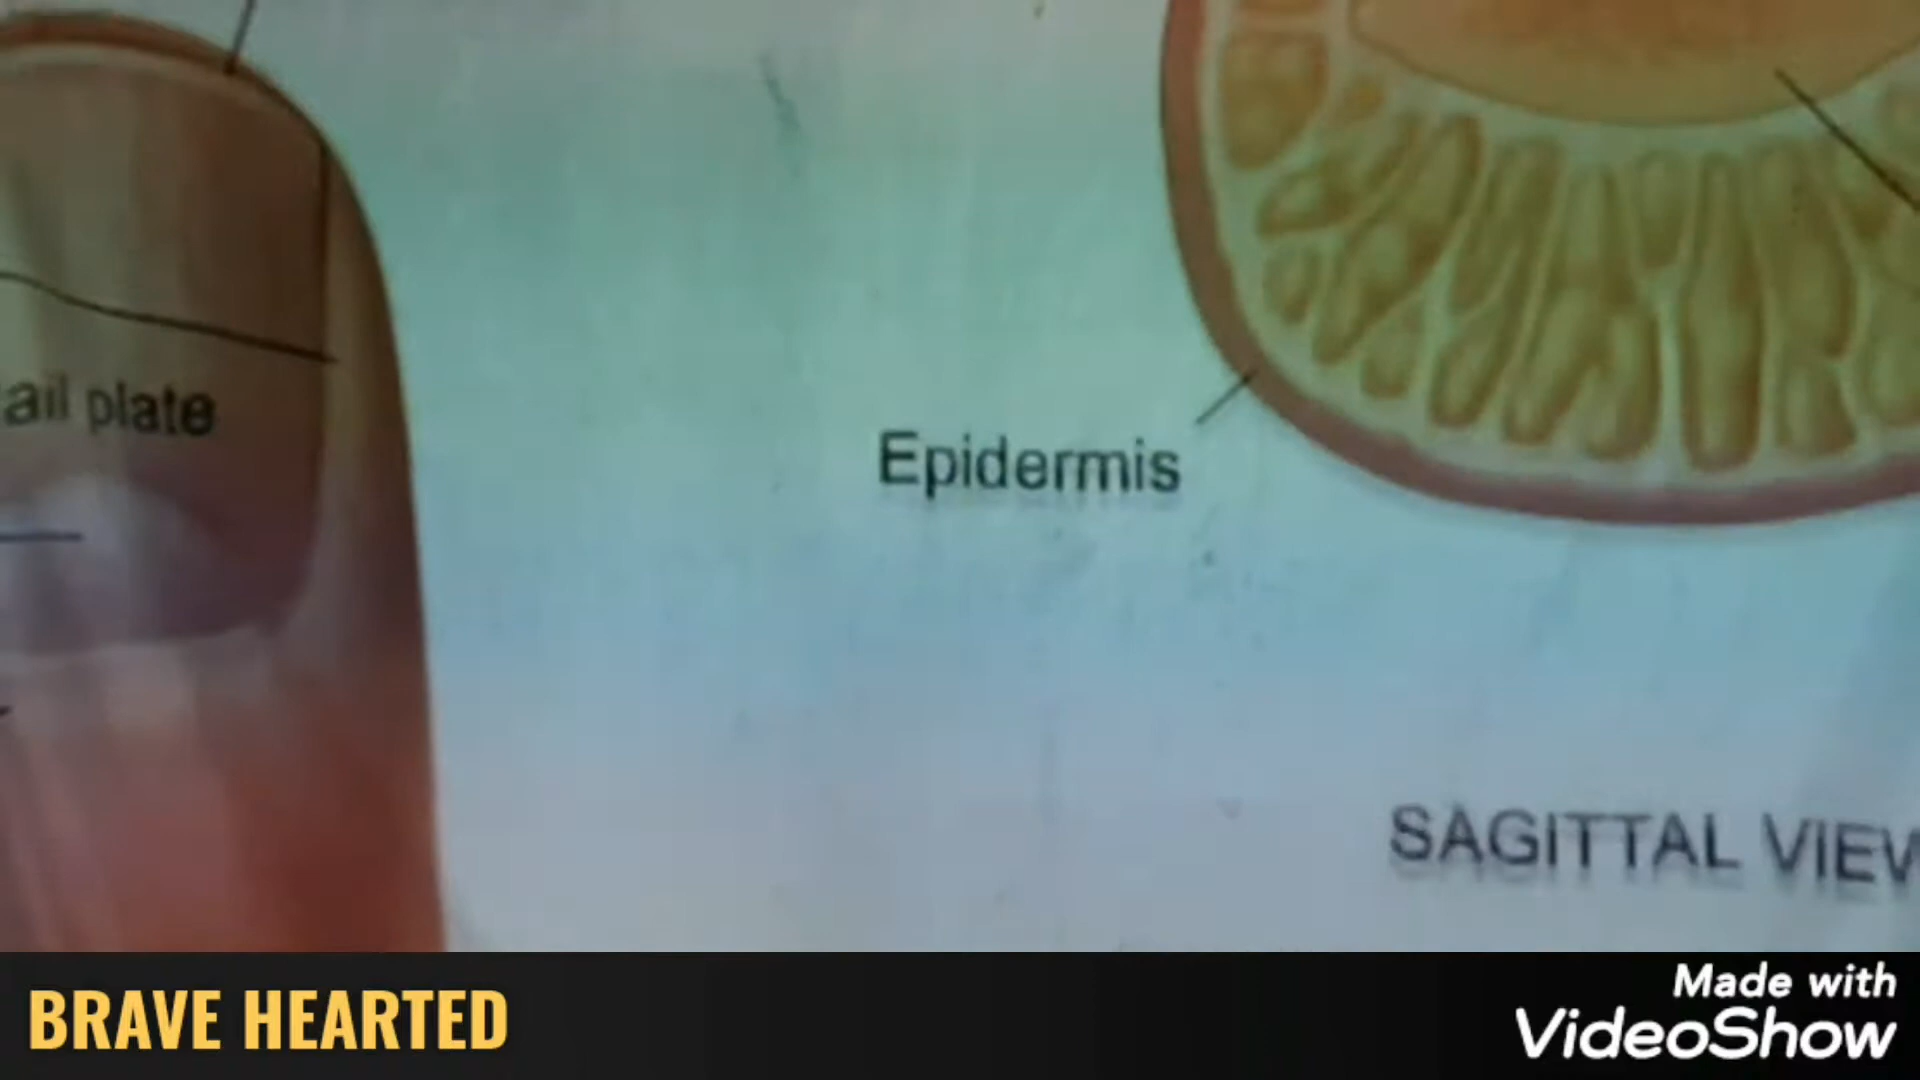 ail plate
Epidermis
SAGITTAL VIEW
BRAVE HEARTED
Made with
VideoShow